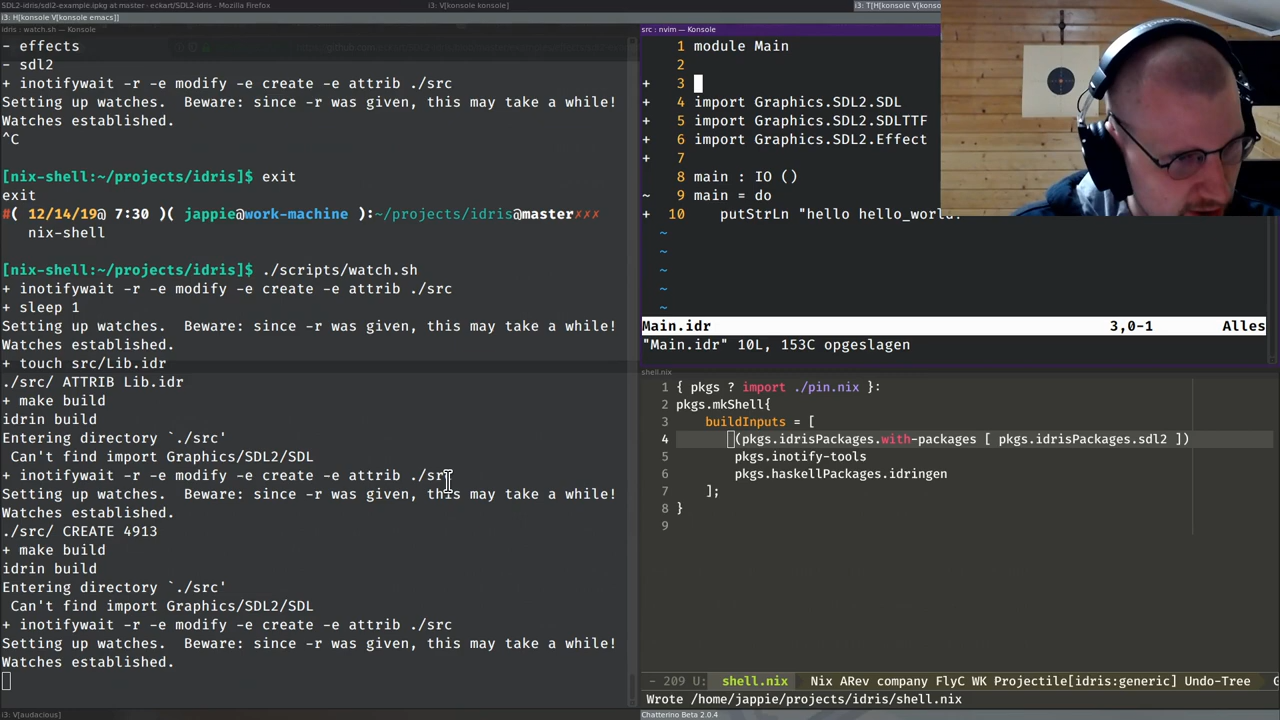 SDL2-idris/sdl2-example.ipkg at master · eckart/SDL2-idris - Mozilla Firefox
i3: V[konsole konsole]
i3: T[H[konsole V[konsol
i3: H[konsole V[konsole emacs]]
idris : watch.sh — Konsole
- effects
- sdl2
+ inotifywait -r -e modify -e create -e attrib ./src
Setting up watches.  Beware: since -r was given, this may take a while!
Watches established.
^C
[nix-shell:~/projects/idris]$ exit
exit
#( 12/14/19@ 7:30 )( jappie@work-machine ):~/projects/idris@master✗✗✗
nix-shell
[nix-shell:~/projects/idris]$ ./scripts/watch.sh
+ inotifywait -r -e modify -e create -e attrib ./src
+ sleep 1
Setting up watches.  Beware: since -r was given, this may take a while!
Watches established.
+ touch src/Lib.idr
./src/ ATTRIB Lib.idr
+ make build
idrin build
Entering directory `./src'
Can't find import Graphics/SDL2/SDL
+ inotifywait -r -e modify -e create -e attrib ./src
Setting up watches.  Beware: since -r was given, this may take a while!
Watches established.
./src/ CREATE 4913
+ make build
idrin build
Entering directory `./src'
Can't find import Graphics/SDL2/SDL
+ inotifywait -r -e modify -e create -e attrib ./src
Setting up watches.  Beware: since -r was given, this may take a while!
Watches established.
i3: V[audacious]
src : nvim — Konsole
1 module Main
2
+ 3
+ 4 import Graphics.SDL2.SDL
+ 5 import Graphics.SDL2.SDLTTF
+ 6 import Graphics.SDL2.Effect
+ 7
8 main : IO ()
~ 9 main = do
+ 10 putStrLn "hello hello_world
~
~
~
~
~
Main.idr 3,0-1 Alles
"Main.idr" 10L, 153C opgeslagen
shell.nix
1 { pkgs ? import ./pin.nix }:
2 pkgs.mkShell{
3 buildInputs = [
4 (pkgs.idrisPackages.with-packages [ pkgs.idrisPackages.sdl2 ])
5 pkgs.inotify-tools
6 pkgs.haskellPackages.idringen
7 ];
8 }
9
- 209 U: shell.nix Nix ARev company FlyC WK Projectile[idris:generic] Undo-Tree G
Wrote /home/jappie/projects/idris/shell.nix
Chatterino Beta 2.0.4